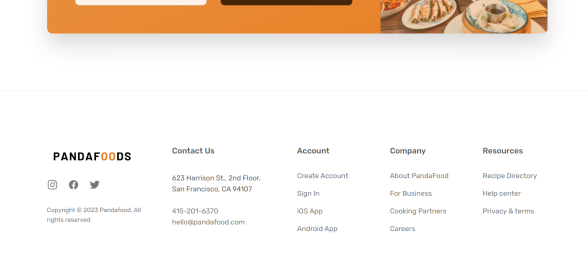 PANDAFOODS
Copyright © 2023 Pandafood. All
rights reserved
Contact Us
623 Harrison St., 2nd Floor,
San Francisco, CA 94107
415-201-6370
hello@pandafood.com
Account
Create Account
Sign In
iOS App
Android App
Company
About PandaFood
For Business
Cooking Partners
Careers
Resources
Recipe Directory
Help center
Privacy & terms